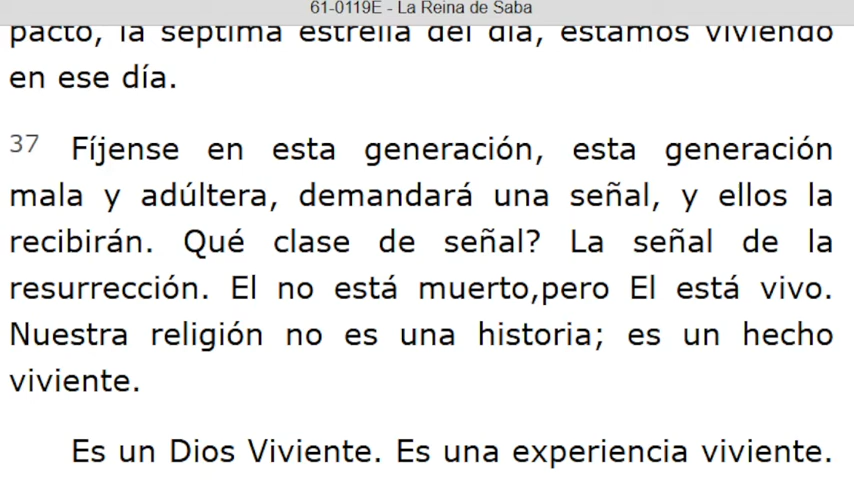 61-0119E - La Reina de Saba
pacto, la séptima estrella del día, estamos viviendo
en ese día.
37 Fíjense en esta generación, esta generación
mala y adúltera, demandará una señal, y ellos la
recibirán. Qué clase de señal? La señal de la
resurrección. El no está muerto,pero El está vivo.
Nuestra religión no es una historia; es un hecho
viviente.
Es un Dios Viviente. Es una experiencia viviente.